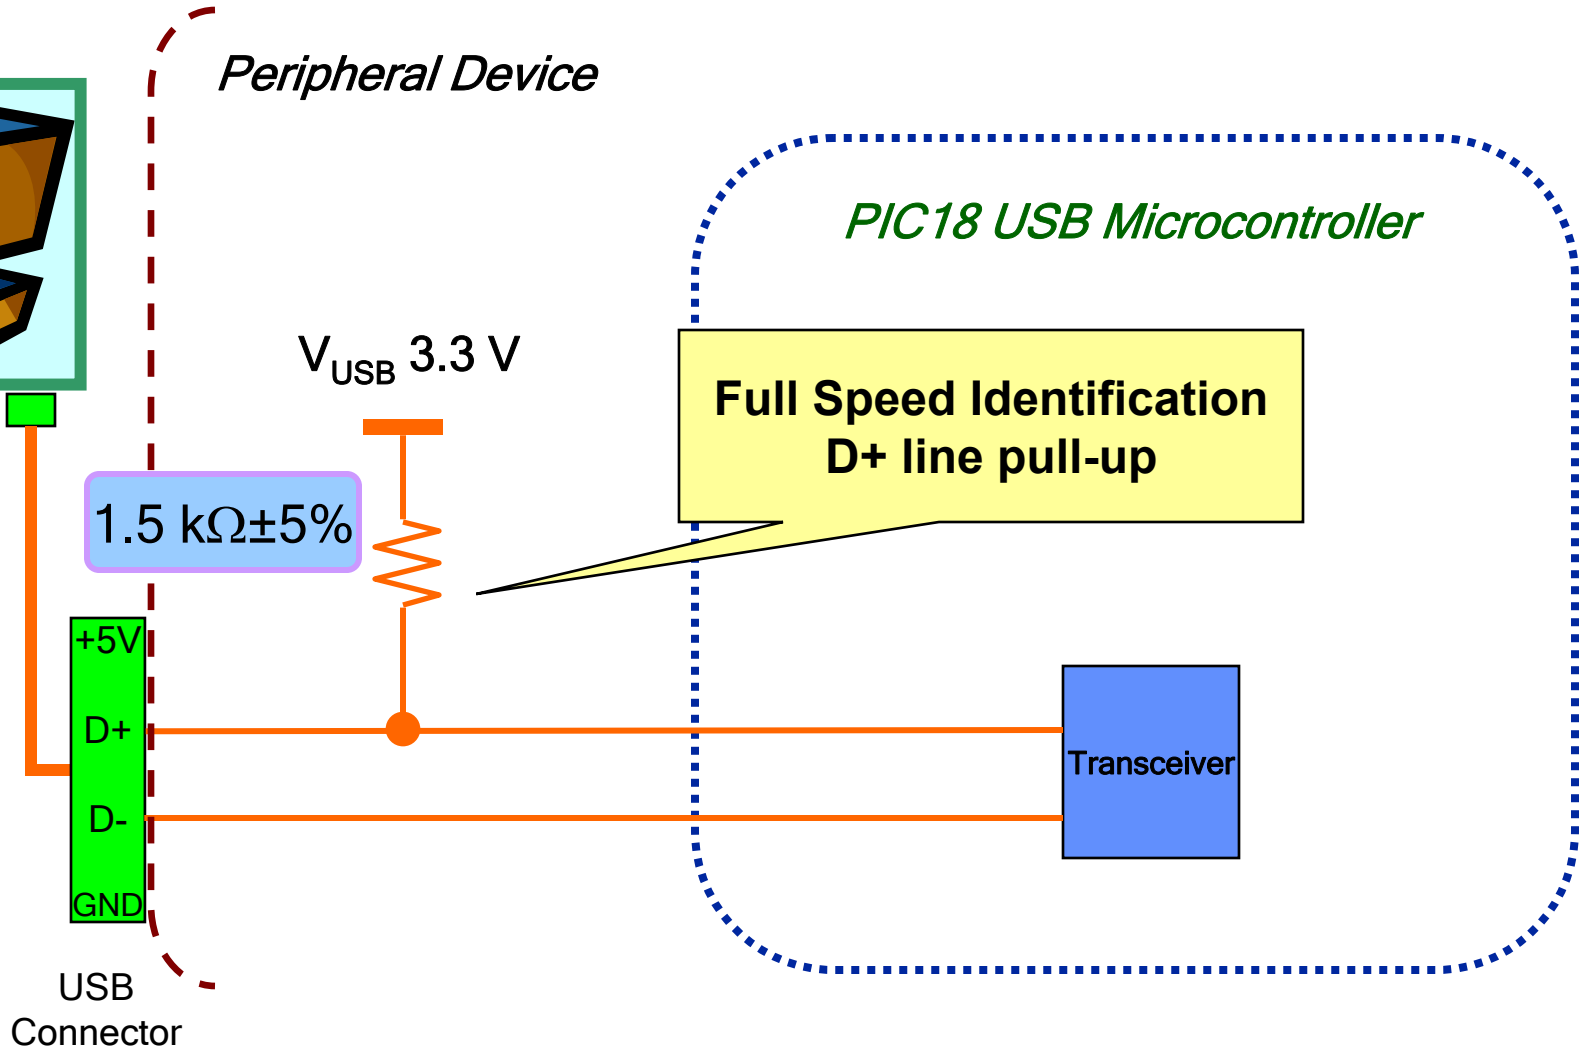 Peripheral Device
PIC18 USB Microcontroller
V_USB 3.3 V
Full Speed Identification
D+ line pull-up
1.5 kΩ±5%
+5V
D+
D-
GND
Transceiver
USB
Connector